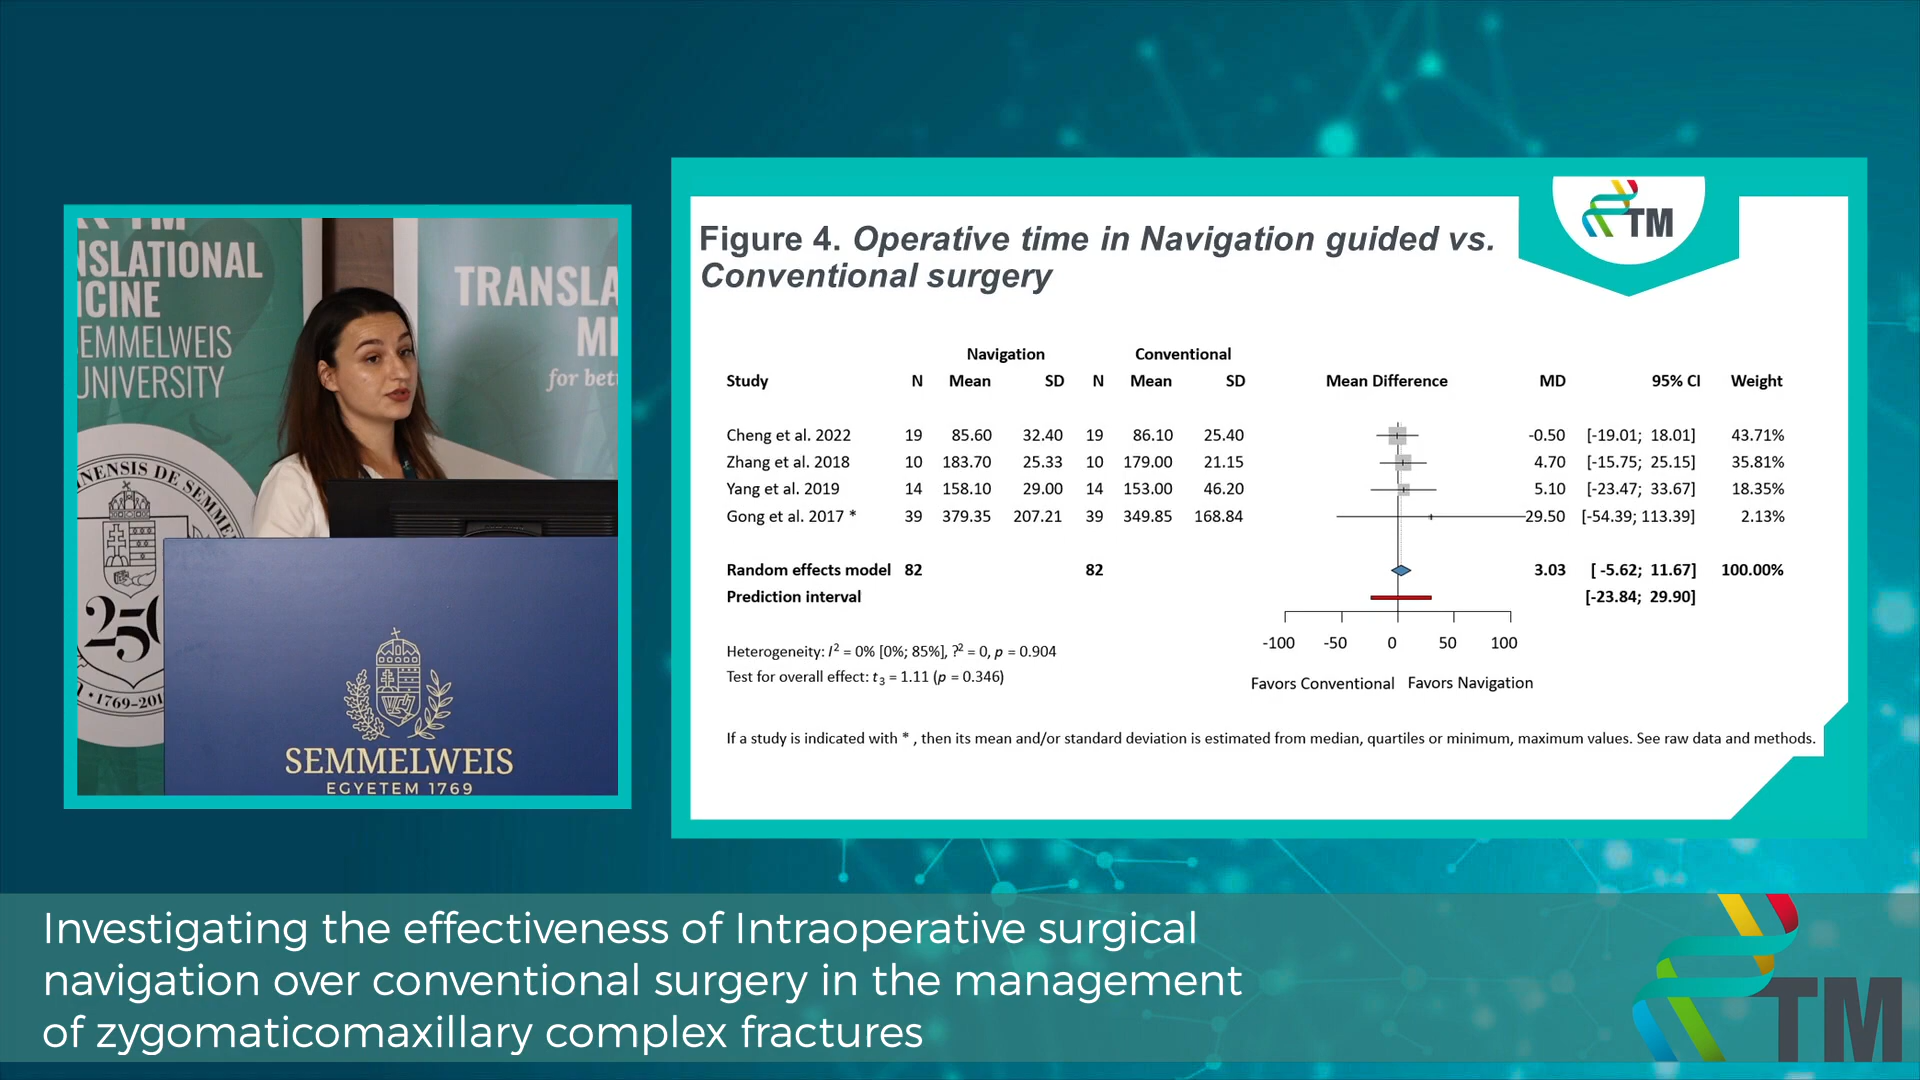 NSLATIONAL
ICINE
EMMELWEIS
UNIVERSITY
TRANSLA
for bet
NENSIS DE SEMME
250
1769-201
SEMMELWEIS
EGYETEM 1769
TM
Figure 4. Operative time in Navigation guided vs.
Conventional surgery
Navigation Conventional
Study N Mean SD N Mean SD Mean Difference MD 95% CI Weight
Cheng et al. 2022 19 85.60 32.40 19 86.10 25.40 -0.50 [-19.01; 18.01] 43.71%
Zhang et al. 2018 10 183.70 25.33 10 179.00 21.15 4.70 [-15.75; 25.15] 35.81%
Yang et al. 2019 14 158.10 29.00 14 153.00 46.20 5.10 [-23.47; 33.67] 18.35%
Gong et al. 2017 * 39 379.35 207.21 39 349.85 168.84 29.50 [-54.39; 113.39] 2.13%
Random effects model 82 82 3.03 [ -5.62; 11.67] 100.00%
Prediction interval [-23.84; 29.90]
-100 -50 0 50 100
Heterogeneity: I² = 0% [0%; 85%], ?² = 0, p = 0.904
Test for overall effect: t₃ = 1.11 (p = 0.346)
Favors Conventional Favors Navigation
If a study is indicated with * , then its mean and/or standard deviation is estimated from median, quartiles or minimum, maximum values. See raw data and methods.
Investigating the effectiveness of Intraoperative surgical
navigation over conventional surgery in the management
of zygomaticomaxillary complex fractures
TM